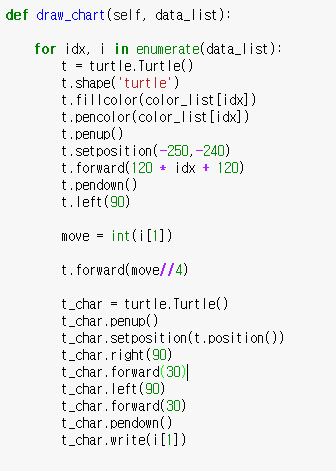 def draw_chart(self, data_list):
for idx, i in enumerate(data_list):
t = turtle.Turtle()
t.shape('turtle')
t.fillcolor(color_list[idx])
t.pencolor(color_list[idx])
t.penup()
t.setposition(-250,-240)
t.forward(120 * idx + 120)
t.pendown()
t.left(90)
move = int(i[1])
t.forward(move//4)
t_char = turtle.Turtle()
t_char.penup()
t_char.setposition(t.position())
t_char.right(90)
t_char.forward(30)
t_char.left(90)
t_char.forward(30)
t_char.pendown()
t_char.write(i[1])